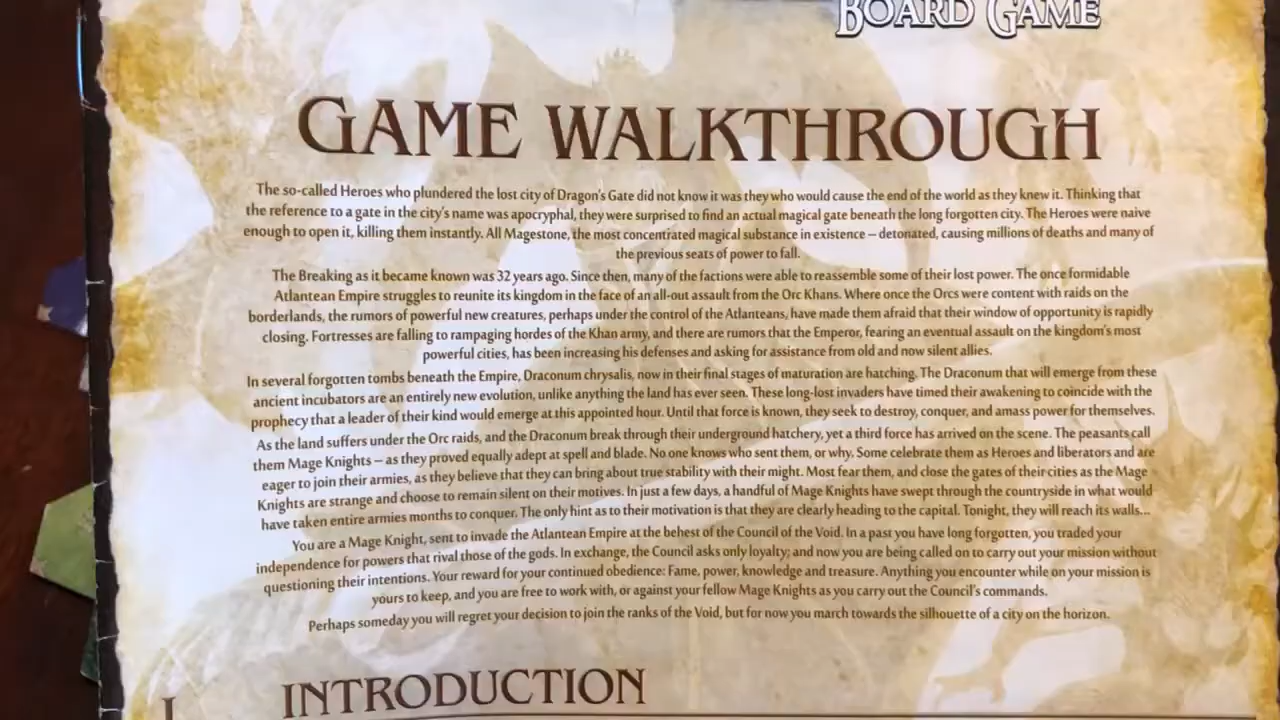 BOARD GAME
GAME WALKTHROUGH
The so-called Heroes who plundered the lost city of Dragon's Gate did not know it was they who would cause the end of the world as they knew it. Thinking that
the reference to a gate in the city's name was apocryphal, they were surprised to find an actual magical gate beneath the long forgotten city. The Heroes were naive
enough to open it, killing them instantly. All Magestone, the most concentrated magical substance in existence – detonated, causing millions of deaths and many of
the previous seats of power to fall.
The Breaking as it became known was 32 years ago. Since then, many of the factions were able to reassemble some of their lost power. The once formidable
Atlantean Empire struggles to reunite its kingdom in the face of an all-out assault from the Orc Khans. Where once the Orcs were content with raids on the
borderlands, the rumors of powerful new creatures, perhaps under the control of the Atlanteans, have made them afraid that their window of opportunity is rapidly
closing. Fortresses are falling to rampaging hordes of the Khan army, and there are rumors that the Emperor, fearing an eventual assault on the kingdom's most
powerful cities, has been increasing his defenses and asking for assistance from old and now silent allies.
In several forgotten tombs beneath the Empire, Draconum chrysalis, now in their final stages of maturation are hatching. The Draconum that will emerge from these
ancient incubators are an entirely new evolution, unlike anything the land has ever seen. These long-lost invaders have timed their awakening to coincide with the
prophecy that a leader of their kind would emerge at this appointed hour. Until that force is known, they seek to destroy, conquer, and amass power for themselves.
As the land suffers under the Orc raids, and the Draconum break through their underground hatchery, yet a third force has arrived on the scene. The peasants call
them Mage Knights – as they proved equally adept at spell and blade. No one knows who sent them, or why. Some celebrate them as Heroes and liberators and are
eager to join their armies, as they believe that they can bring about true stability with their might. Most fear them, and close the gates of their cities as the Mage
Knights are strange and choose to remain silent on their motives. In just a few days, a handful of Mage Knights have swept through the countryside in what would
have taken entire armies months to conquer. The only hint as to their motivation is that they are clearly heading to the capital. Tonight, they will reach its walls...
You are a Mage Knight, sent to invade the Atlantean Empire at the behest of the Council of the Void. In a past you have long forgotten, you traded your
independence for powers that rival those of the gods. In exchange, the Council asks only loyalty; and now you are being called on to carry out your mission without
questioning their intentions. Your reward for your continued obedience: Fame, power, knowledge and treasure. Anything you encounter while on your mission is
yours to keep, and you are free to work with, or against your fellow Mage Knights as you carry out the Council's commands.
Perhaps someday you will regret your decision to join the ranks of the Void, but for now you march towards the silhouette of a city on the horizon.
I. INTRODUCTION